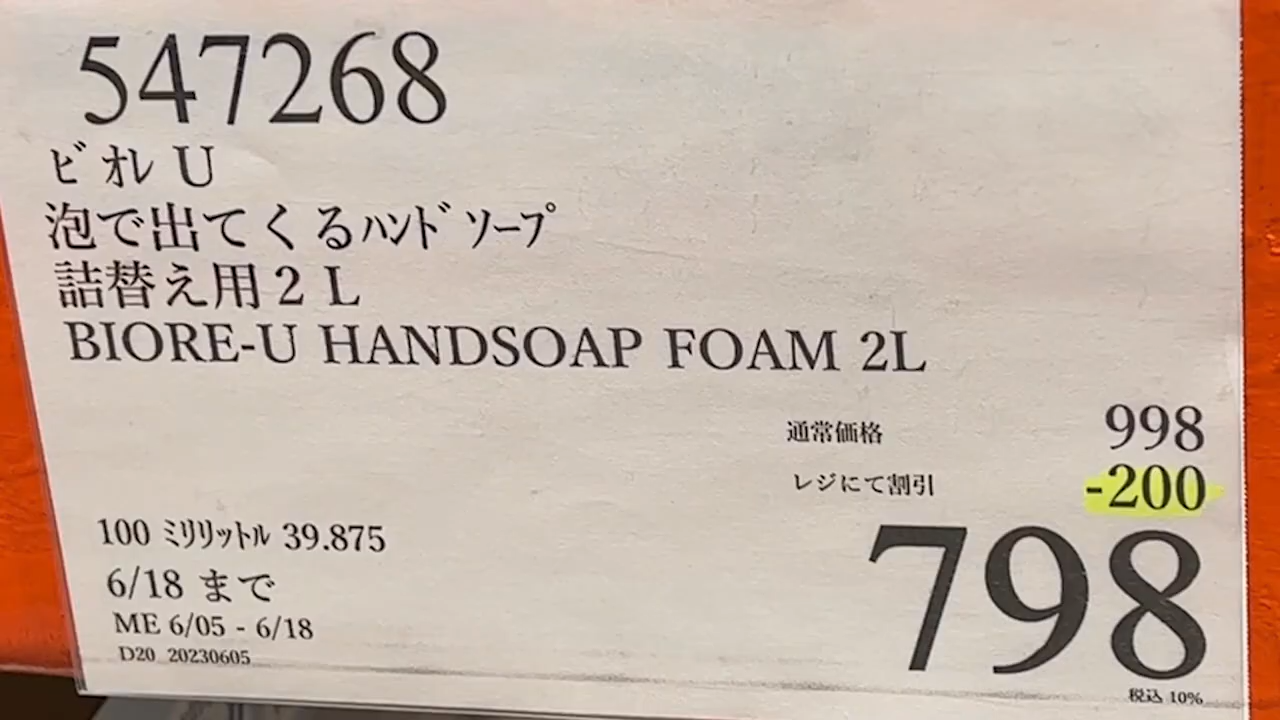 547268
ﾋﾞｵﾚ U
泡で出てくるﾊﾝﾄﾞｿｰﾌﾟ
詰替え用２Ｌ
BIORE-U HANDSOAP FOAM 2L
通常価格 998
レジにて割引 -200
798
100 ﾐﾘﾘｯﾄﾙ 39.875
6/18 まで
ME 6/05 - 6/18
D20 20230605
税込 10%